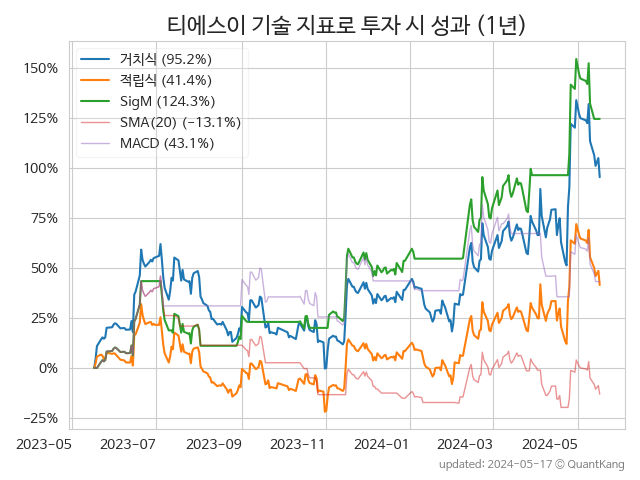 티에스이 기술 지표로 투자 시 성과 (1년)
거치식 (95.2%)
적립식 (41.4%)
SigM (124.3%)
SMA(20) (-13.1%)
MACD (43.1%)
150%
125%
100%
75%
50%
25%
0%
-25%
2023-05 2023-07 2023-09 2023-11 2024-01 2024-03 2024-05
updated: 2024-05-17 © QuantKang